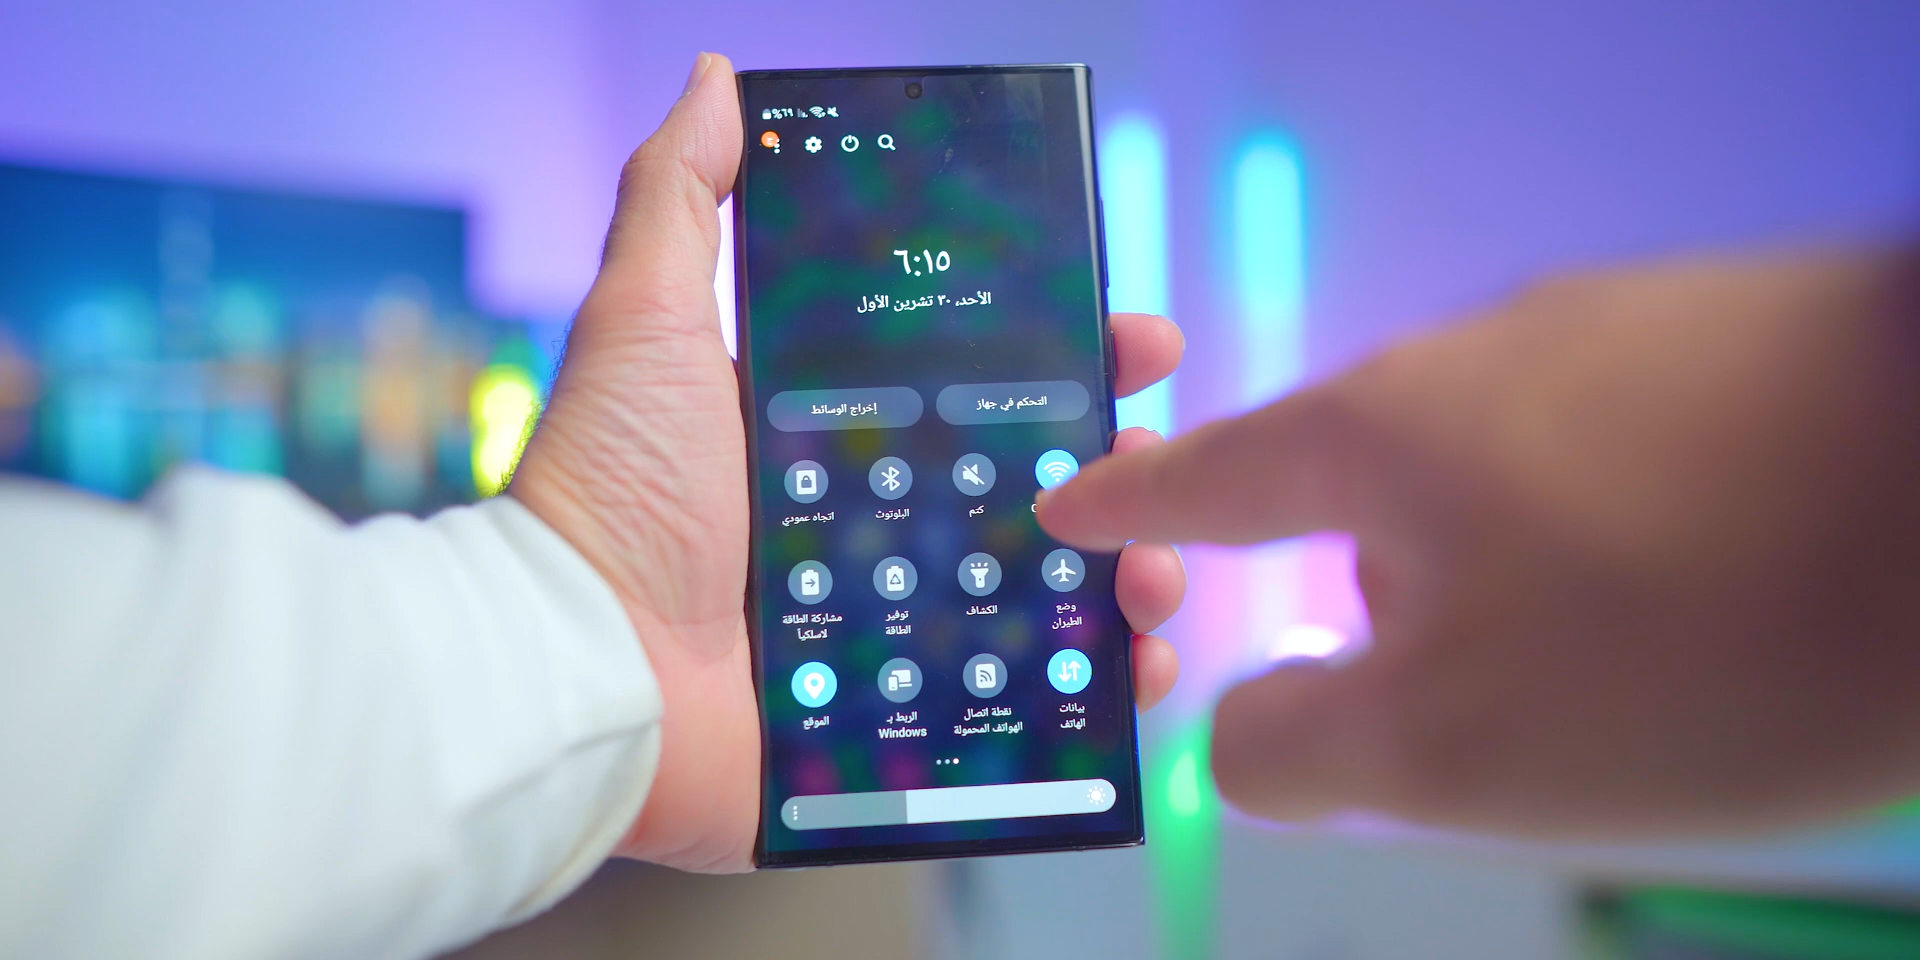 ٦٩%
٦:١٥
الأحد، ٣٠ تشرين الأول
التحكم في جهاز
إخراج الوسائط
كتم
البلوتوث
اتجاه عمودي
وضع
الطيران
الكشاف
توفير
الطاقة
مشاركة الطاقة
لاسلكياً
بيانات
الهاتف
نقطة اتصال
الهواتف المحمولة
الربط بـ
Windows
الموقع